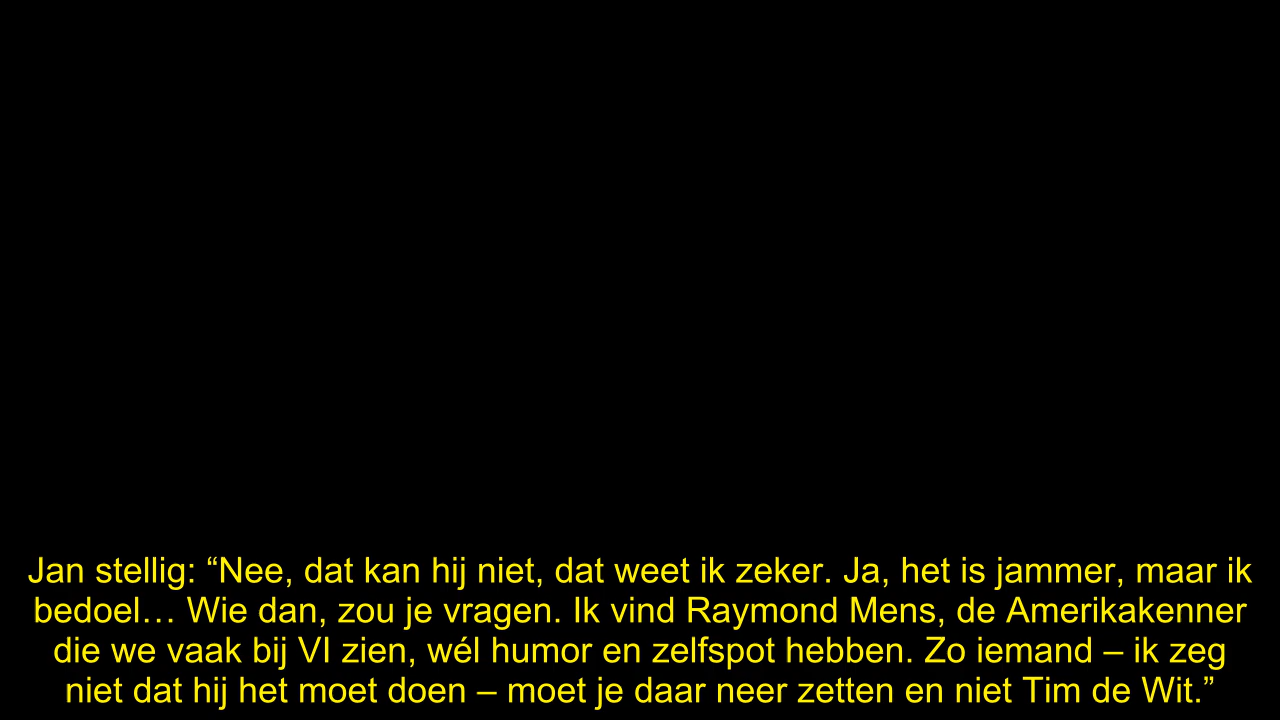 Jan stellig: “Nee, dat kan hij niet, dat weet ik zeker. Ja, het is jammer, maar ik
bedoel… Wie dan, zou je vragen. Ik vind Raymond Mens, de Amerikakenner
die we vaak bij VI zien, wél humor en zelfspot hebben. Zo iemand – ik zeg
niet dat hij het moet doen – moet je daar neer zetten en niet Tim de Wit.”